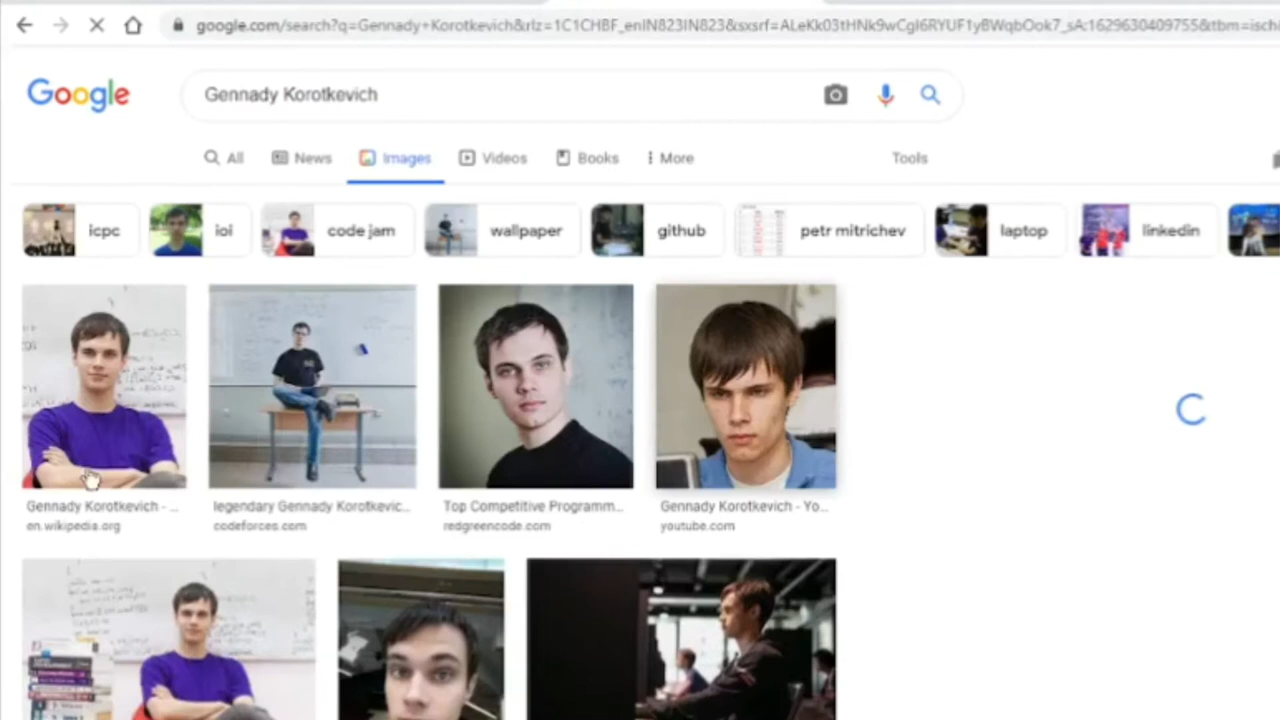 google.com/search?q=Gennady+Korotkevich&rlz=1C1CHBF_enIN823IN823&sxsrf=ALeKk03tHNk9wCgI6RYUF1yBWqbOok7_sA:1629630409755&tbm=isch
Google
Gennady Korotkevich
All News Images Videos Books More Tools
icpc ioi code jam wallpaper github petr mitrichev laptop linkedin
Gennady Korotkevich - ... legendary Gennady Korotkevic... Top Competitive Programm... Gennady Korotkevich - Yo...
en.wikipedia.org codeforces.com redgreencode.com youtube.com